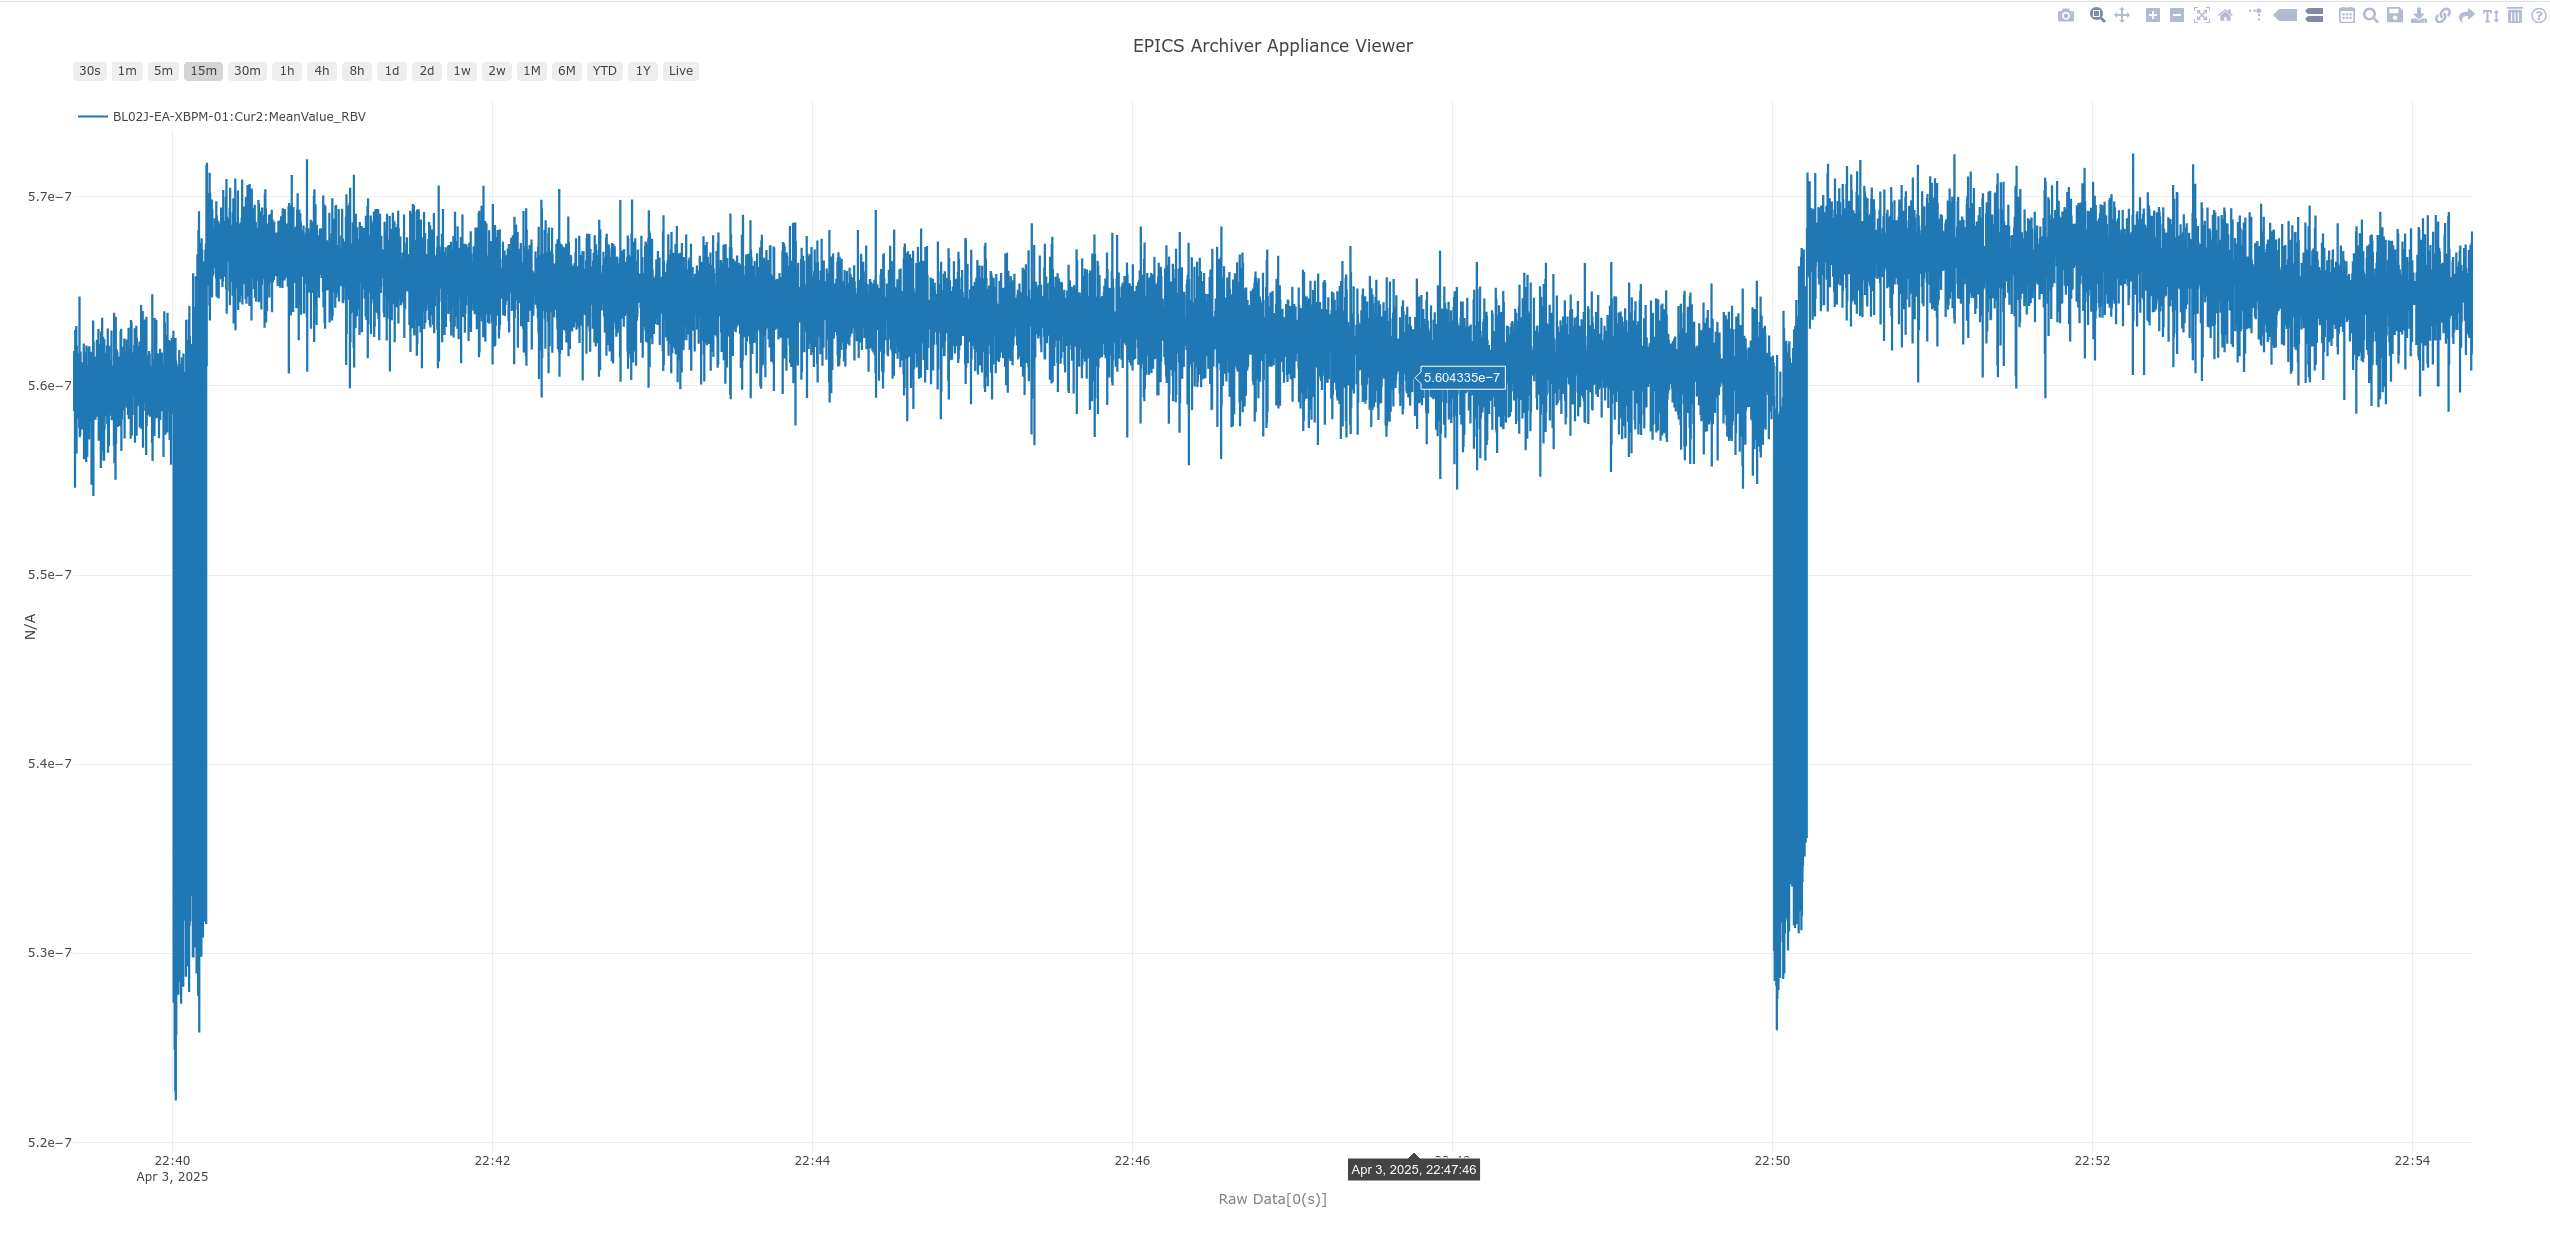 EPICS Archiver Appliance Viewer
30s 1m 5m 15m 30m 1h 4h 8h 1d 2d 1w 2w 1M 6M YTD 1Y Live
BL02J-EA-XBPM-01:Cur2:MeanValue_RBV
5.7e−7
5.6e−7
5.604335e−7
5.5e−7
N/A
5.4e−7
5.3e−7
5.2e−7
22:40 22:42 22:44 22:46 22:50 22:52 22:54
Apr 3, 2025
Apr 3, 2025, 22:47:46
Raw Data[0(s)]